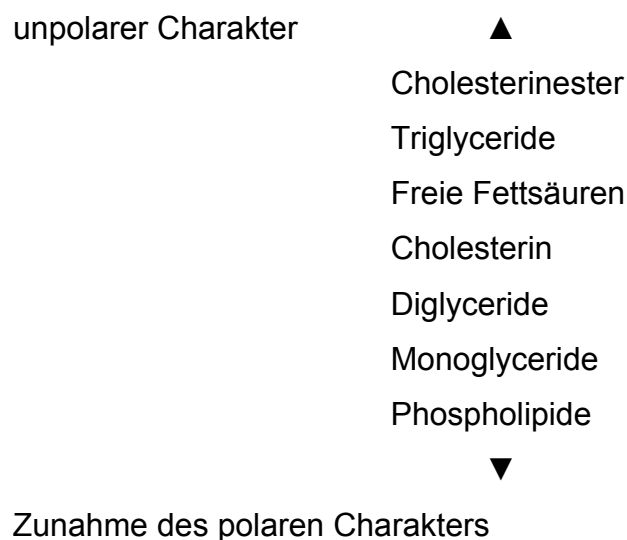 unpolarer Charakter ▲
Cholesterinester
Triglyceride
Freie Fettsäuren
Cholesterin
Diglyceride
Monoglyceride
Phospholipide
▼
Zunahme des polaren Charakters